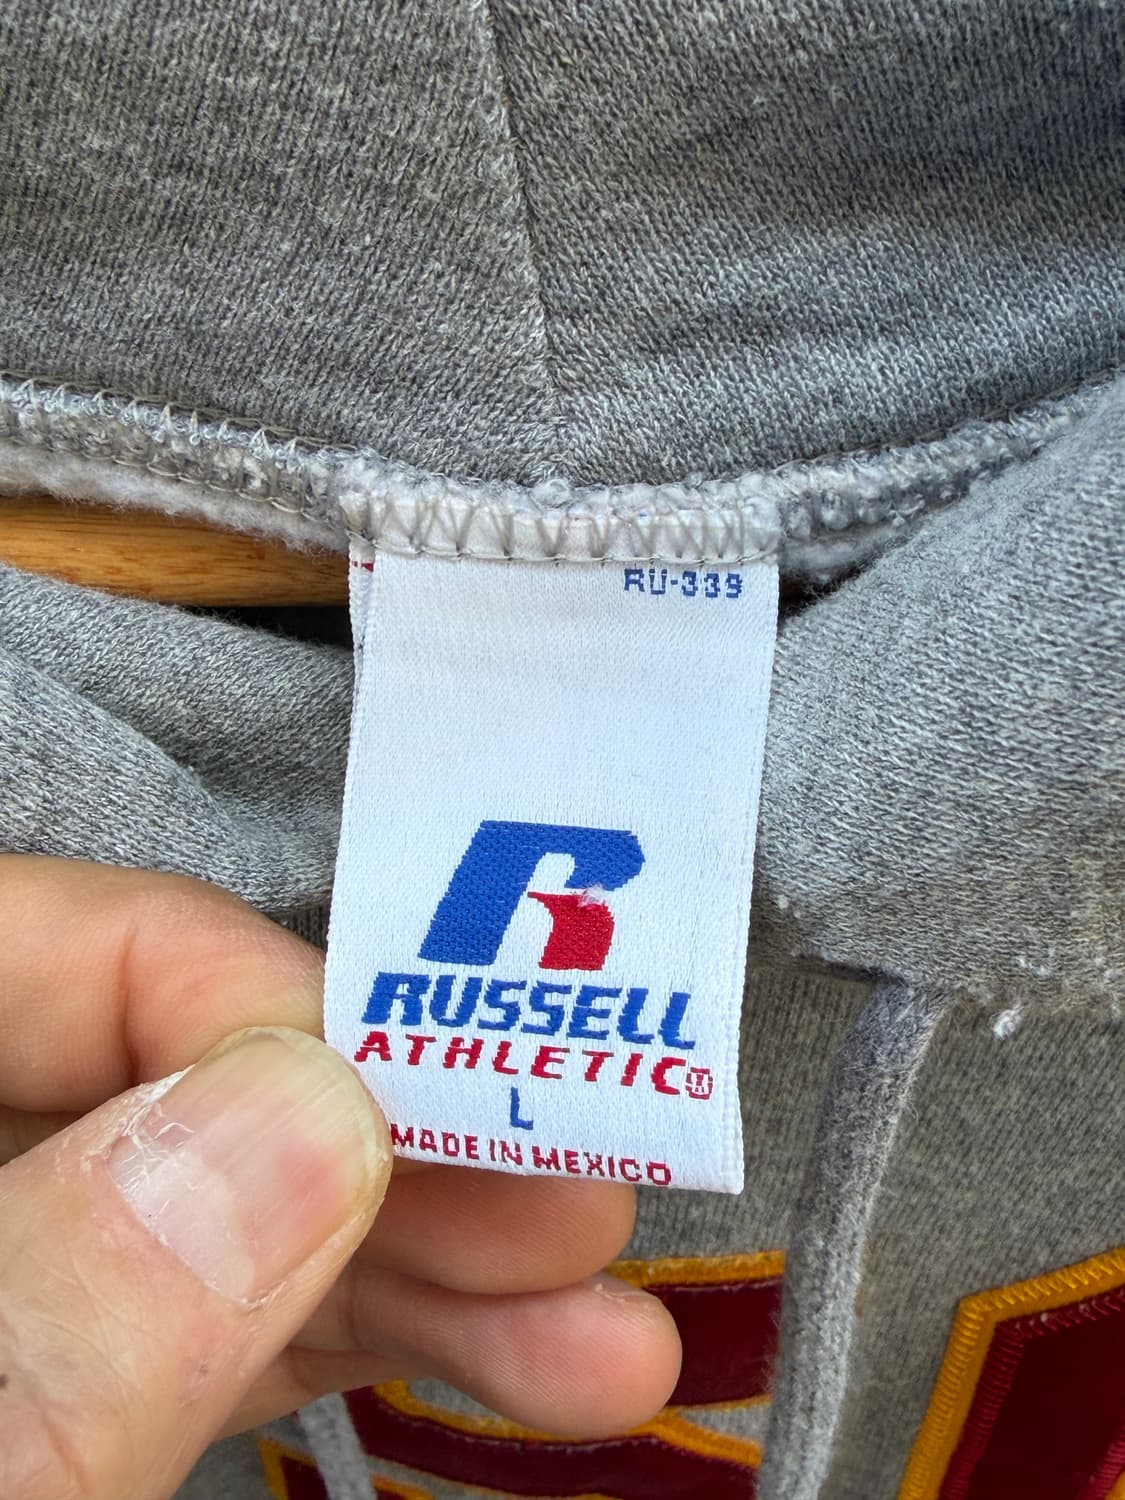 RU-339
RUSSELL
ATHLETIC®
L
MADE IN MEXICO